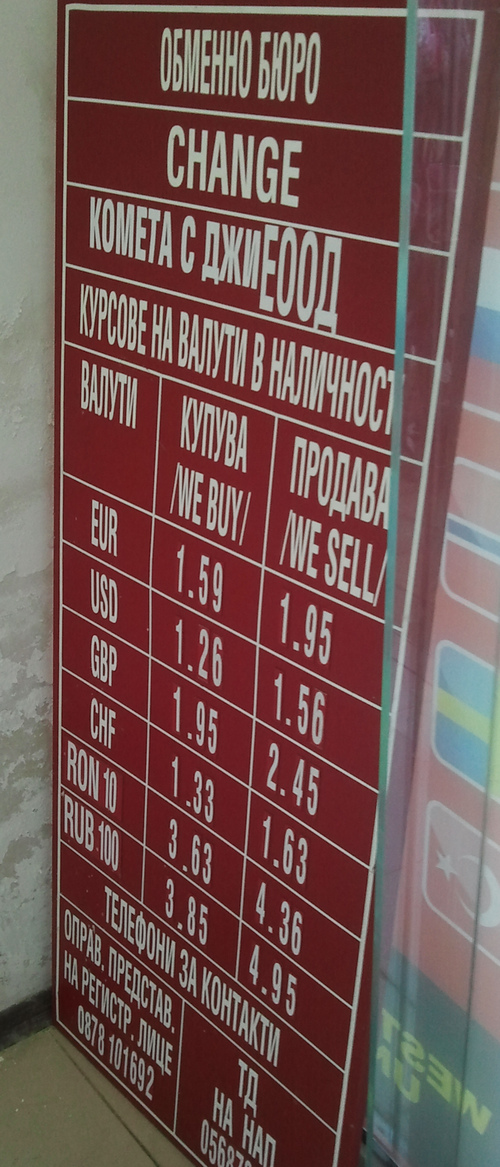 ОБМЕННО БЮРО
CHANGE
КОМЕТА С ДЖИ ЕООД
КУРСОВЕ НА ВАЛУТИ В НАЛИЧНОСТ
ВАЛУТИ КУПУВА /WE BUY/ ПРОДАВА /WE SELL/
EUR 1.59 1.95
USD 1.26 1.56
GBP 1.95 2.45
CHF 1.33 1.63
RON 10 3.63 4.36
RUB 100 3.85 4.95
ТЕЛЕФОНИ ЗА КОНТАКТИ
ОПРАВ. ПРЕДСТАВ.
НА РЕГИСТР. ЛИЦЕ
0878 101692
ТД
НА НАП
WEST